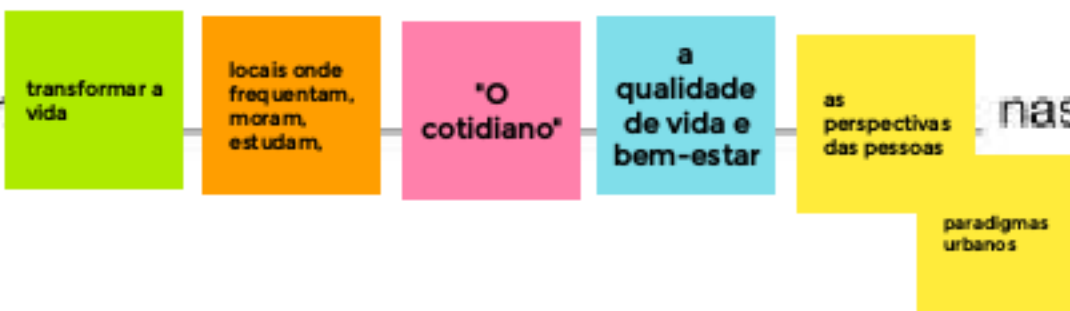 transformar a
vida
locais onde
frequentam,
moram,
estudam,
"O
cotidiano"
a
qualidade
de vida e
bem-estar
as
perspectivas
das pessoas
nas
paradigmas
urbanos